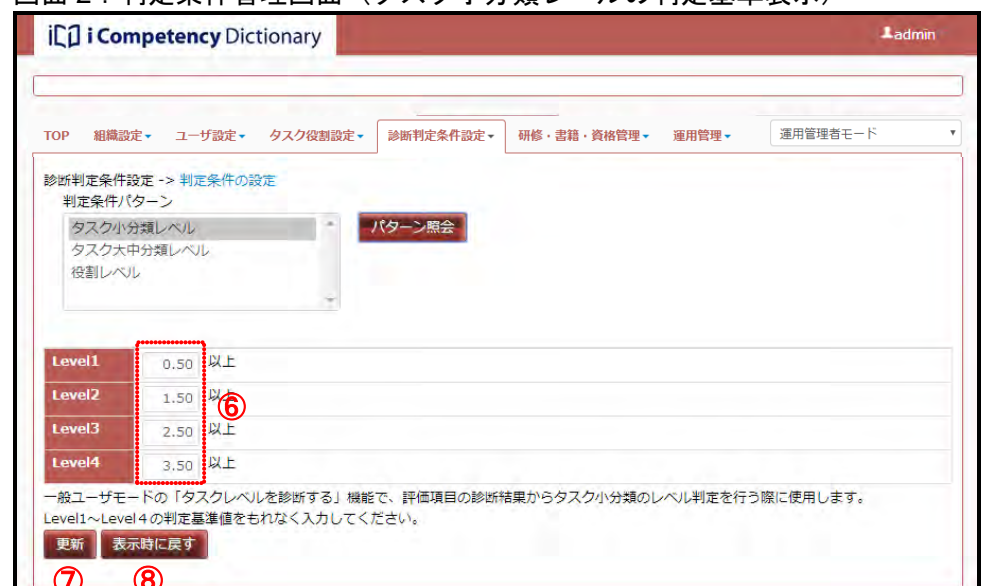 画面 2：判定条件管理画面（タスク小分類レベルの判定基準表示）
i Competency Dictionary
admin
TOP 組織設定 ユーザ設定 タスク役割設定 診断判定条件設定 研修・書籍・資格管理 運用管理 運用管理者モード
診断判定条件設定 -> 判定条件の設定
判定条件パターン
タスク小分類レベル
パターン照会
タスク大中分類レベル
役割レベル
Level1 0.50 以上
Level2 1.50 以上
⑥
Level3 2.50 以上
Level4 3.50 以上
一般ユーザモードの「タスクレベルを診断する」機能で、評価項目の診断結果からタスク小分類のレベル判定を行う際に使用します。
Level1～Level4の判定基準値をもれなく入力してください。
更新 表示時に戻す
⑦ ⑧